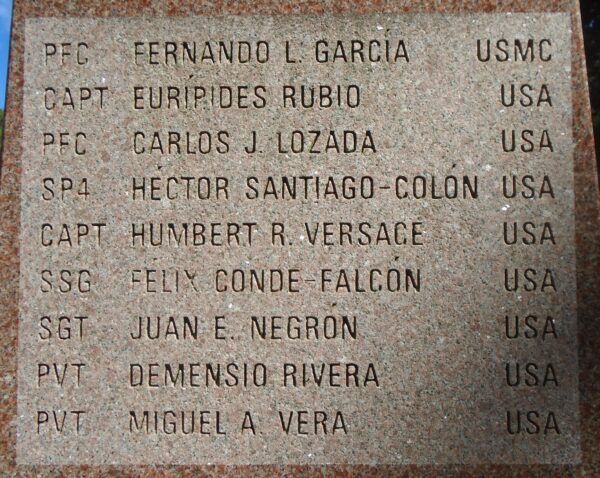 PFC FERNANDO L. GARCÍA USMC
CAPT EURÍPIDES RUBIO USA
PFC CARLOS J. LOZADA USA
SP4 HÉCTOR SANTIAGO-COLÓN USA
CAPT HUMBERT R. VERSACE USA
SSG FÉLIX CONDE-FALCÓN USA
SGT JUAN E. NEGRÓN USA
PVT DEMENSIO RIVERA USA
PVT MIGUEL A. VERA USA